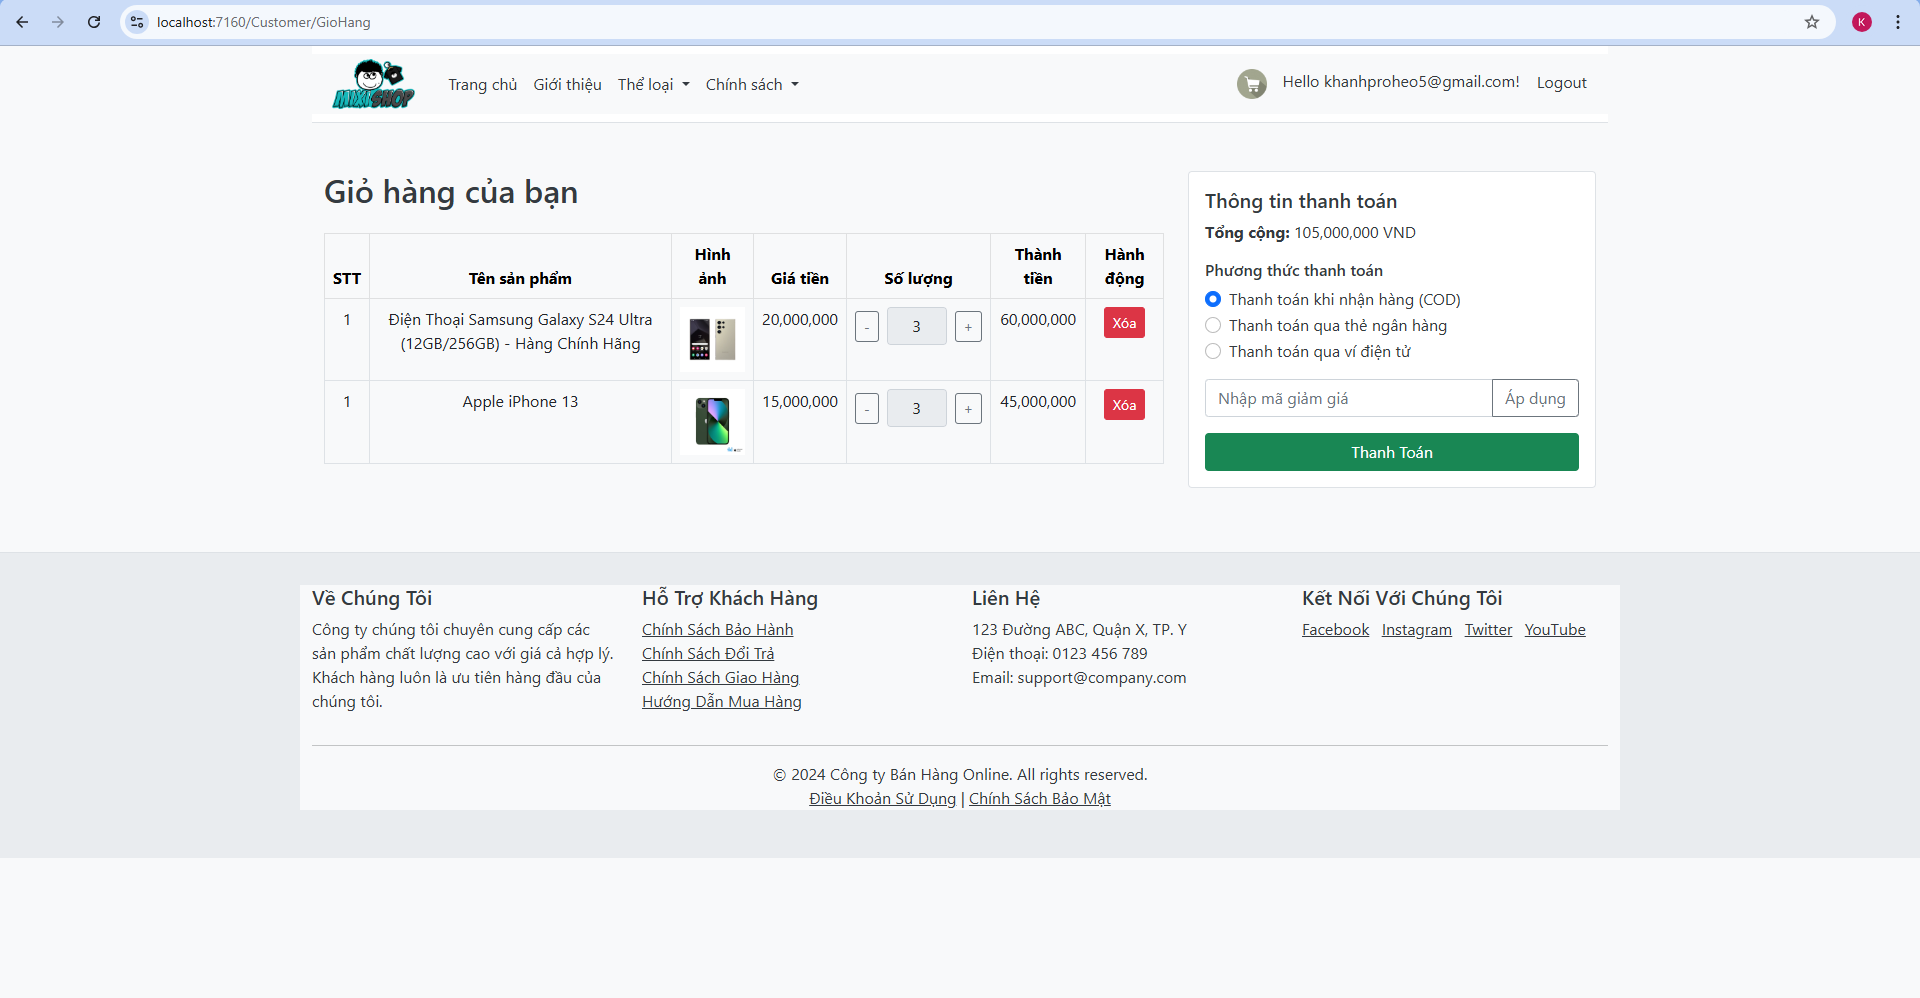 localhost:7160/Customer/GioHang
K
MIXISHOP
Trang chủ
Giới thiệu
Thể loại
Chính sách
Hello khanhproheo5@gmail.com!
Logout
Giỏ hàng của bạn
STT
Tên sản phẩm
Hình
ảnh
Giá tiền
Số lượng
Thành
tiền
Hành
động
1
Điện Thoại Samsung Galaxy S24 Ultra
(12GB/256GB) - Hàng Chính Hãng
20,000,000
-
3
+
60,000,000
Xóa
1
Apple iPhone 13
15,000,000
-
3
+
45,000,000
Xóa
Thông tin thanh toán
Tổng cộng: 105,000,000 VND
Phương thức thanh toán
Thanh toán khi nhận hàng (COD)
Thanh toán qua thẻ ngân hàng
Thanh toán qua ví điện tử
Nhập mã giảm giá
Áp dụng
Thanh Toán
Về Chúng Tôi
Công ty chúng tôi chuyên cung cấp các
sản phẩm chất lượng cao với giá cả hợp lý.
Khách hàng luôn là ưu tiên hàng đầu của
chúng tôi.
Hỗ Trợ Khách Hàng
Chính Sách Bảo Hành
Chính Sách Đổi Trả
Chính Sách Giao Hàng
Hướng Dẫn Mua Hàng
Liên Hệ
123 Đường ABC, Quận X, TP. Y
Điện thoại: 0123 456 789
Email: support@company.com
Kết Nối Với Chúng Tôi
Facebook Instagram Twitter YouTube
© 2024 Công ty Bán Hàng Online. All rights reserved.
Điều Khoản Sử Dụng | Chính Sách Bảo Mật